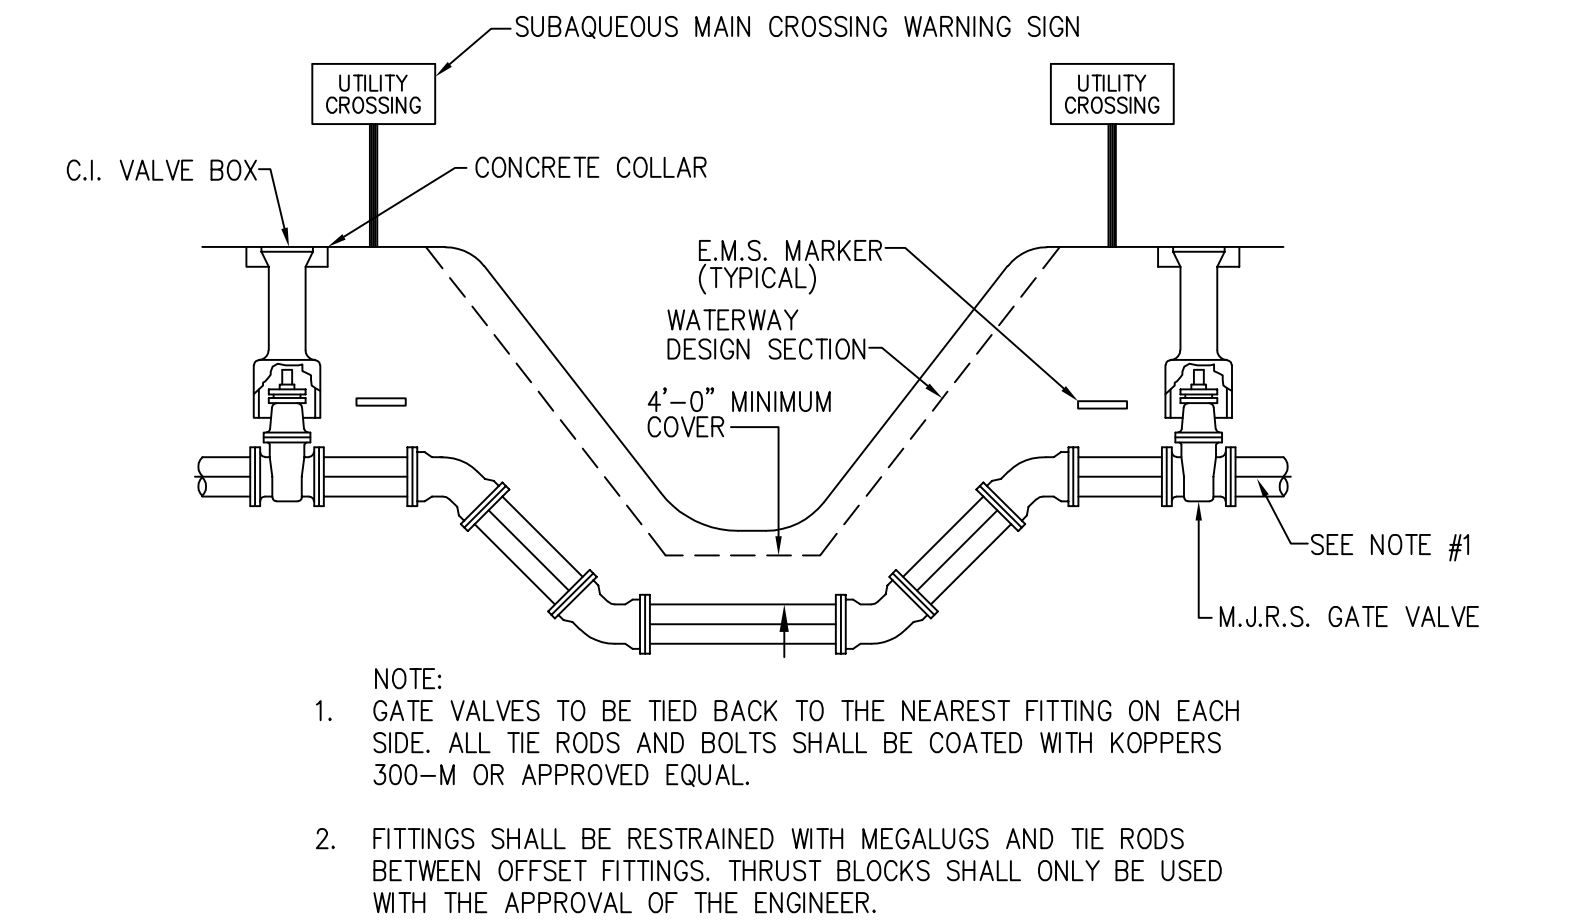 SUBAQUEOUS MAIN CROSSING WARNING SIGN
UTILITY
CROSSING
UTILITY
CROSSING
C.I. VALVE BOX
CONCRETE COLLAR
E.M.S. MARKER
(TYPICAL)
WATERWAY
DESIGN SECTION
4'-0" MINIMUM
COVER
SEE NOTE #1
M.J.R.S. GATE VALVE
NOTE:
1. GATE VALVES TO BE TIED BACK TO THE NEAREST FITTING ON EACH
SIDE. ALL TIE RODS AND BOLTS SHALL BE COATED WITH KOPPERS
300-M OR APPROVED EQUAL.
2. FITTINGS SHALL BE RESTRAINED WITH MEGALUGS AND TIE RODS
BETWEEN OFFSET FITTINGS. THRUST BLOCKS SHALL ONLY BE USED
WITH THE APPROVAL OF THE ENGINEER.